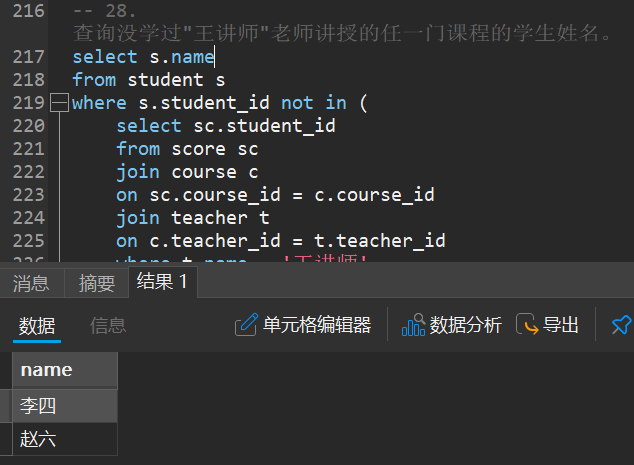 216 -- 28.
查询没学过"王讲师"老师讲授的任一门课程的学生姓名。
217 select s.name
218 from student s
219 where s.student_id not in (
220 select sc.student_id
221 from score sc
222 join course c
223 on sc.course_id = c.course_id
224 join teacher t
225 on c.teacher_id = t.teacher_id
消息 摘要 结果 1
数据 信息 单元格编辑器 数据分析 导出
name
李四
赵六